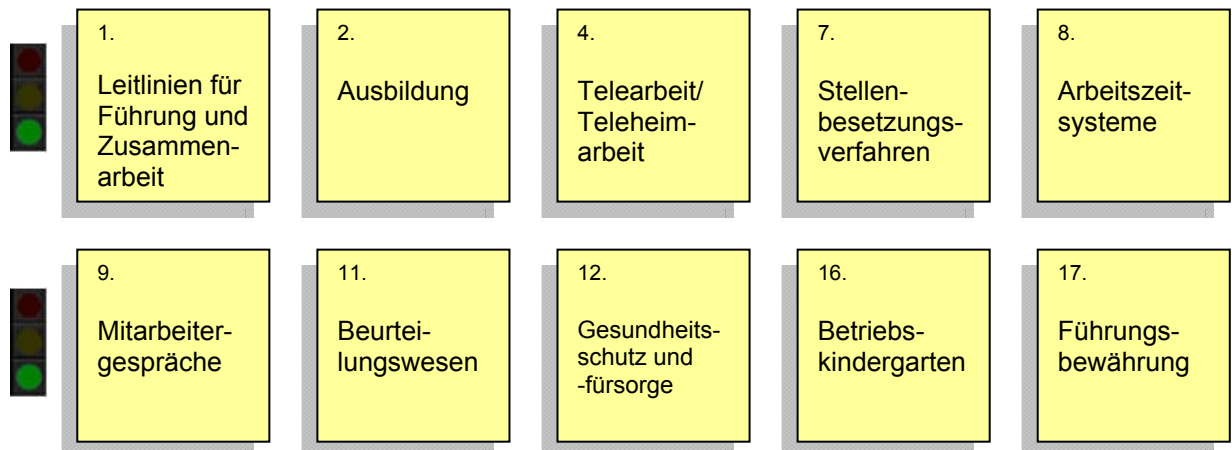 1.
Leitlinien für
Führung und
Zusammen-
arbeit
2.
Ausbildung
4.
Telearbeit/
Teleheim-
arbeit
7.
Stellen-
besetzungs-
verfahren
8.
Arbeitszeit-
systeme
9.
Mitarbeiter-
gespräche
11.
Beurtei-
lungswesen
12.
Gesundheits-
schutz und
-fürsorge
16.
Betriebs-
kindergarten
17.
Führungs-
bewährung